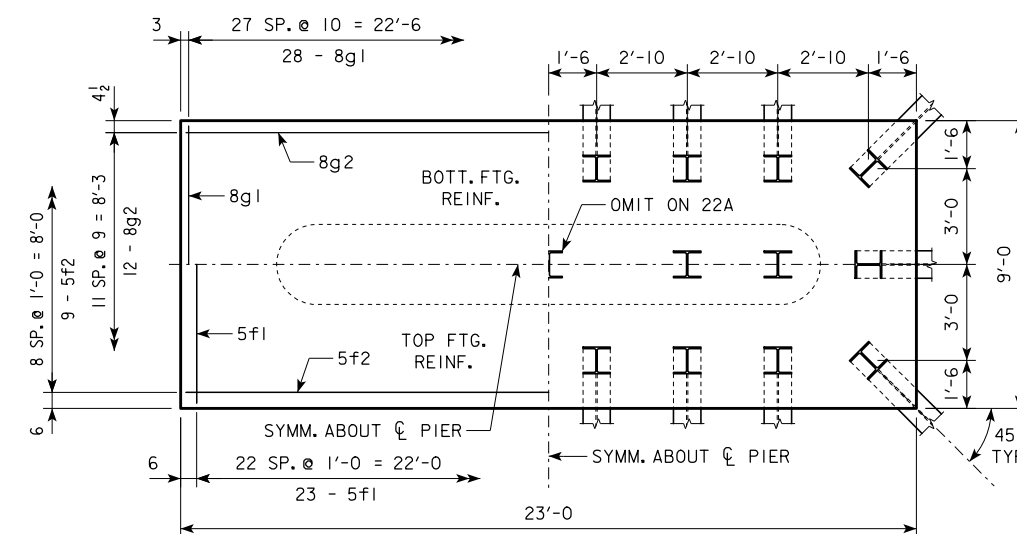 3
27 SP. @ 10 = 22'-6
28 - 8g1
1'-6
2'-10
2'-10
2'-10
1'-6
4½
8g2
8g1
BOTT. FTG.
REINF.
OMIT ON 22A
1'-6
3'-0
9'-0
3'-0
1'-6
8 SP. @ 1'-0 = 8'-0
9 - 5f2
11 SP. @ 9 = 8'-3
12 - 8g2
5f1
TOP FTG.
REINF.
5f2
6
SYMM. ABOUT ℄ PIER
SYMM. ABOUT ℄ PIER
45
TYP
6
22 SP. @ 1'-0 = 22'-0
23 - 5f1
23'-0